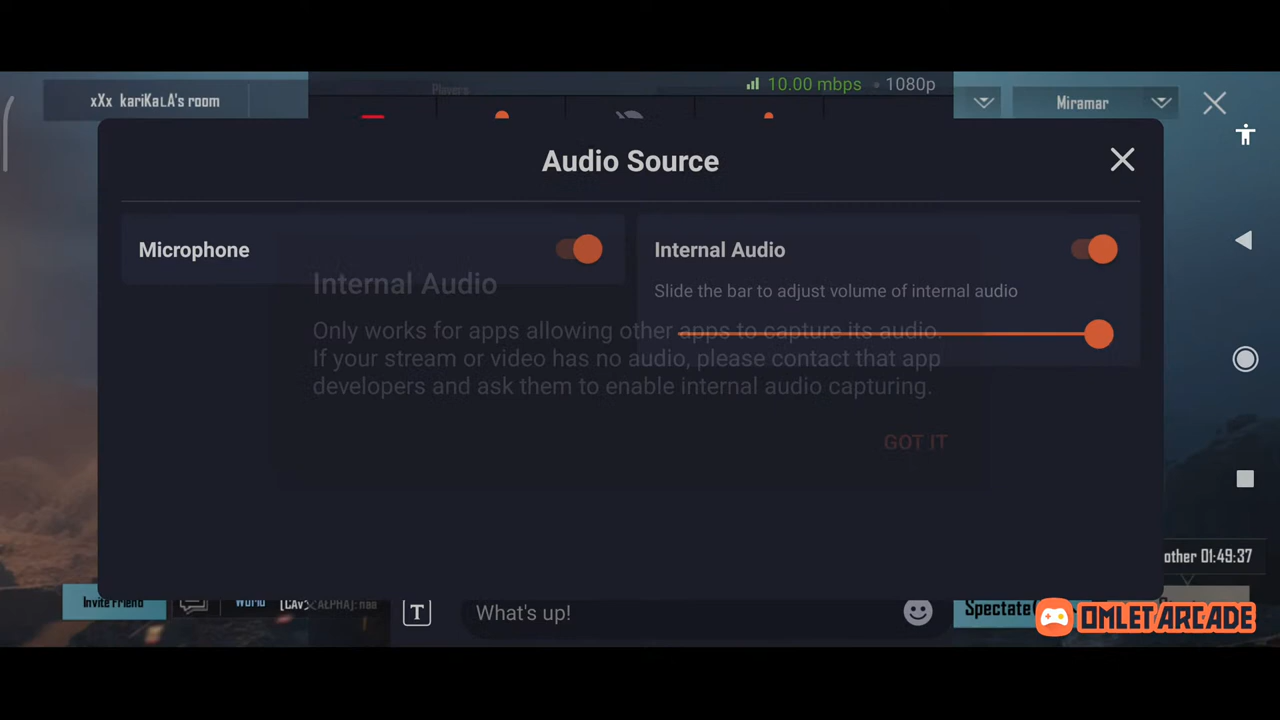 Players
10.00 mbps • 1080p
xXx kariKaLA's room
Miramar
Audio Source
Microphone
Internal Audio
Slide the bar to adjust volume of internal audio
Internal Audio
Only works for apps allowing other apps to capture its audio.
If your stream or video has no audio, please contact that app
developers and ask them to enable internal audio capturing.
GOT IT
other 01:49:37
Invite Friend
World
T
What's up!
Spectate
OMLET ARCADE